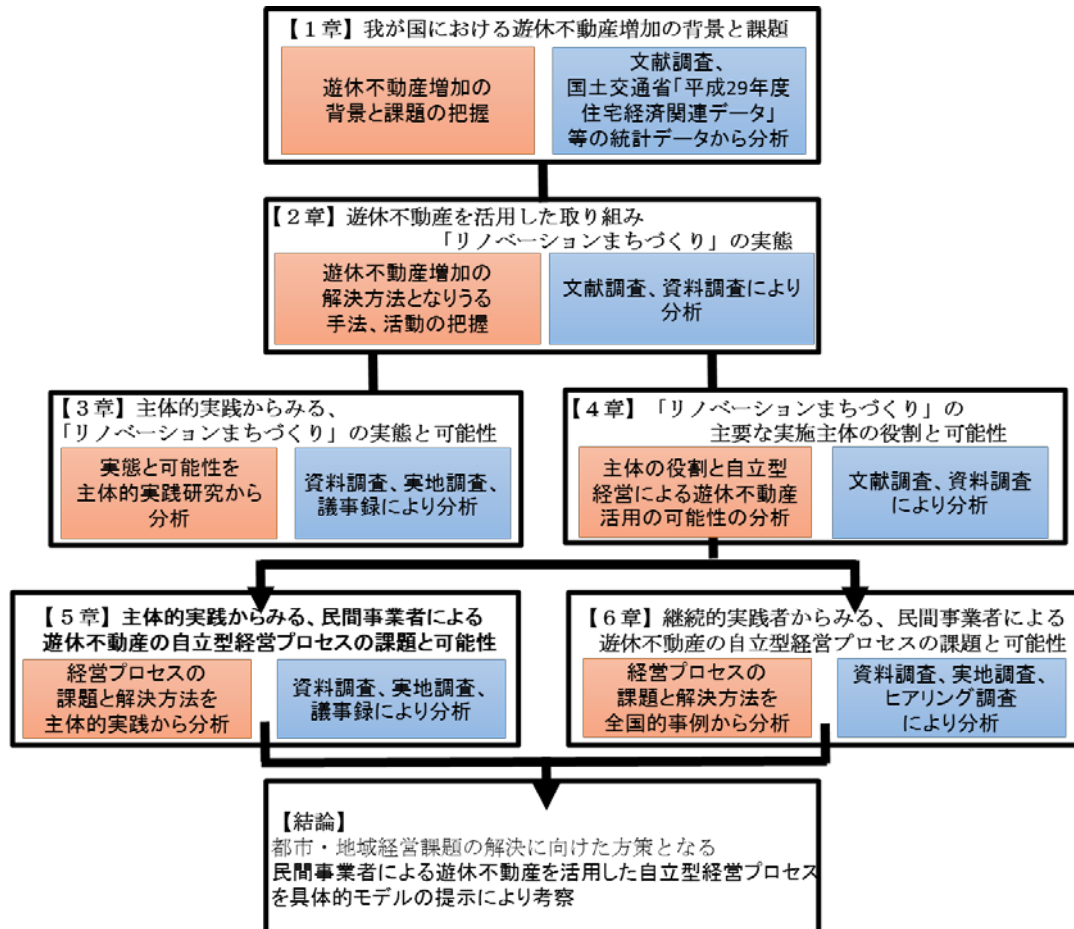 【1章】我が国における遊休不動産増加の背景と課題
遊休不動産増加の
背景と課題の把握
文献調査、
国土交通省「平成29年度
住宅経済関連データ」
等の統計データから分析
【2章】遊休不動産を活用した取り組み
「リノベーションまちづくり」の実態
遊休不動産増加の
解決方法となりうる
手法、活動の把握
文献調査、資料調査により
分析
【3章】主体的実践からみる、
「リノベーションまちづくり」の実態と可能性
実態と可能性を
主体的実践研究から
分析
資料調査、実地調査、
議事録により分析
【4章】「リノベーションまちづくり」の
主要な実施主体の役割と可能性
主体の役割と自立型
経営による遊休不動産
活用の可能性の分析
文献調査、資料調査
により分析
【5章】主体的実践からみる、民間事業者による
遊休不動産の自立型経営プロセスの課題と可能性
経営プロセスの
課題と解決方法を
主体的実践から分析
資料調査、実地調査、
議事録により分析
【6章】継続的実践者からみる、民間事業者による
遊休不動産の自立型経営プロセスの課題と可能性
経営プロセスの
課題と解決方法を
全国的事例から分析
資料調査、実地調査、
ヒアリング調査
により分析
【結論】
都市・地域経営課題の解決に向けた方策となる
民間事業者による遊休不動産を活用した自立型経営プロセス
を具体的モデルの提示により考察